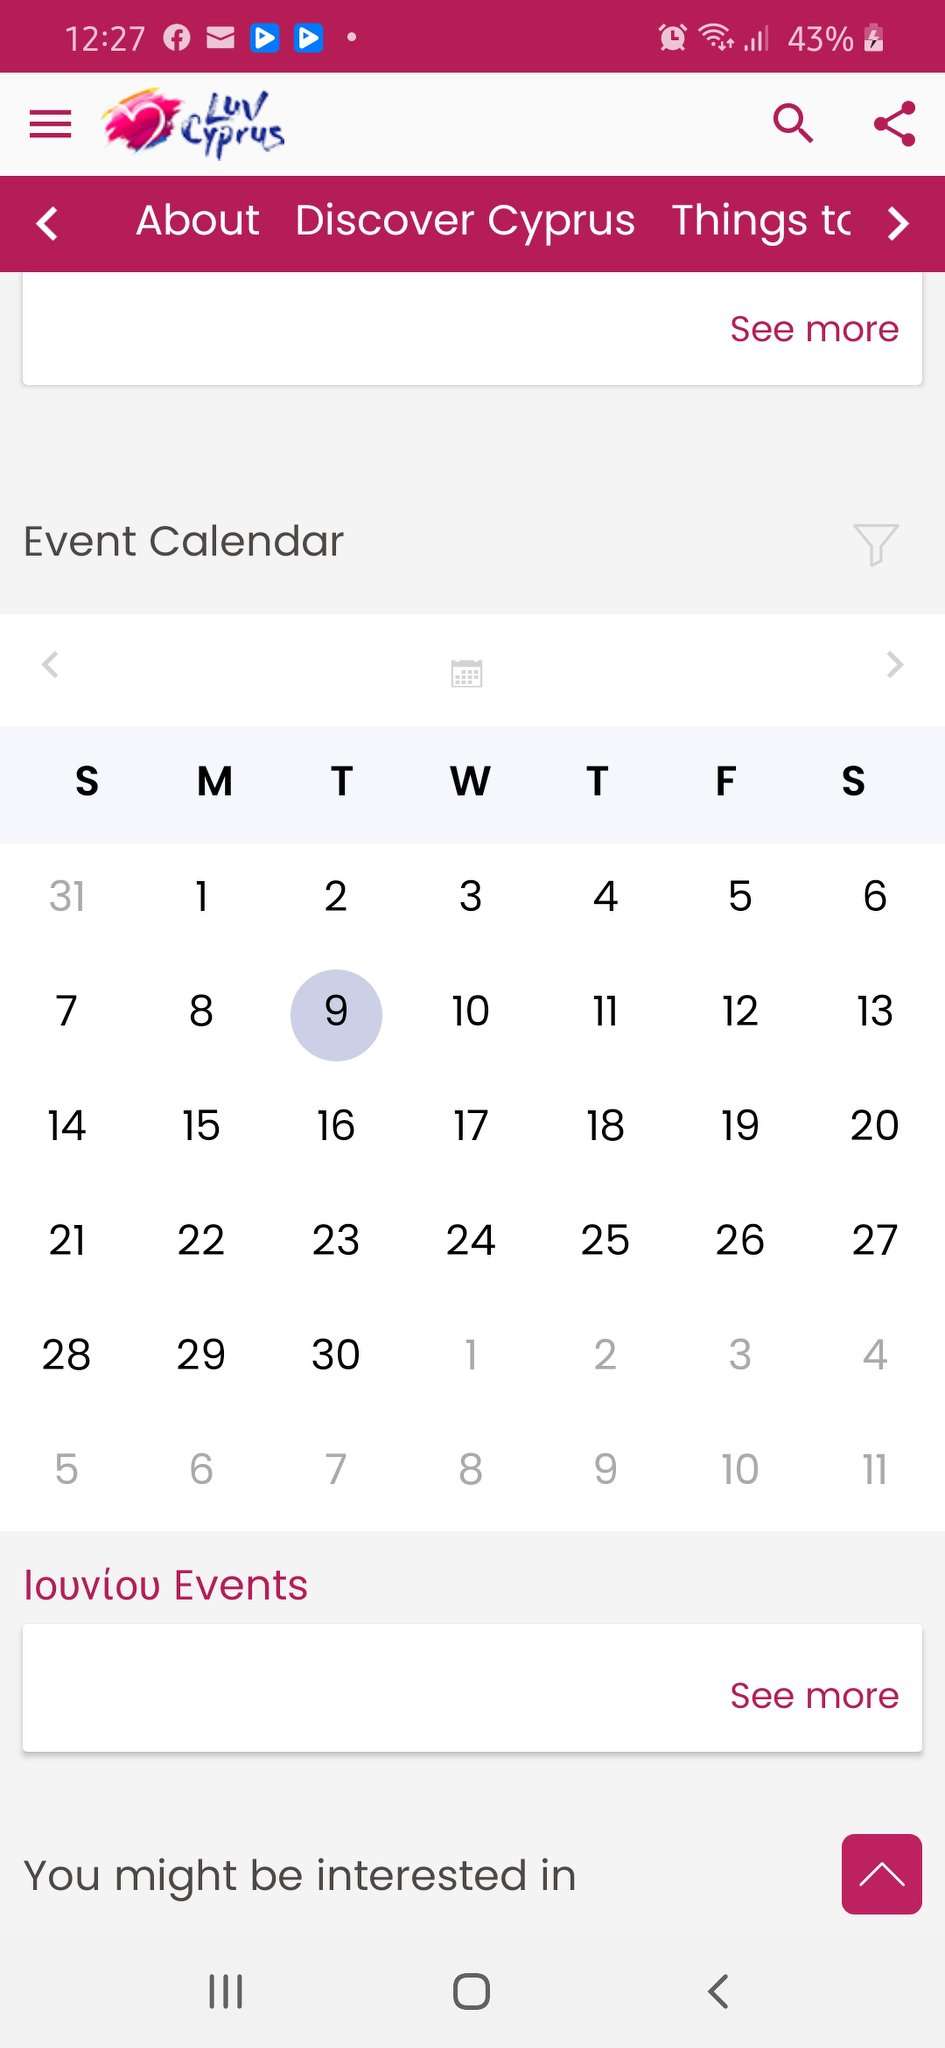 12:27
43%
Luv
Cyprus
About Discover Cyprus Things to
See more
Event Calendar
S M T W T F S
31 1 2 3 4 5 6
7 8 9 10 11 12 13
14 15 16 17 18 19 20
21 22 23 24 25 26 27
28 29 30 1 2 3 4
5 6 7 8 9 10 11
Ιουνίου Events
See more
You might be interested in